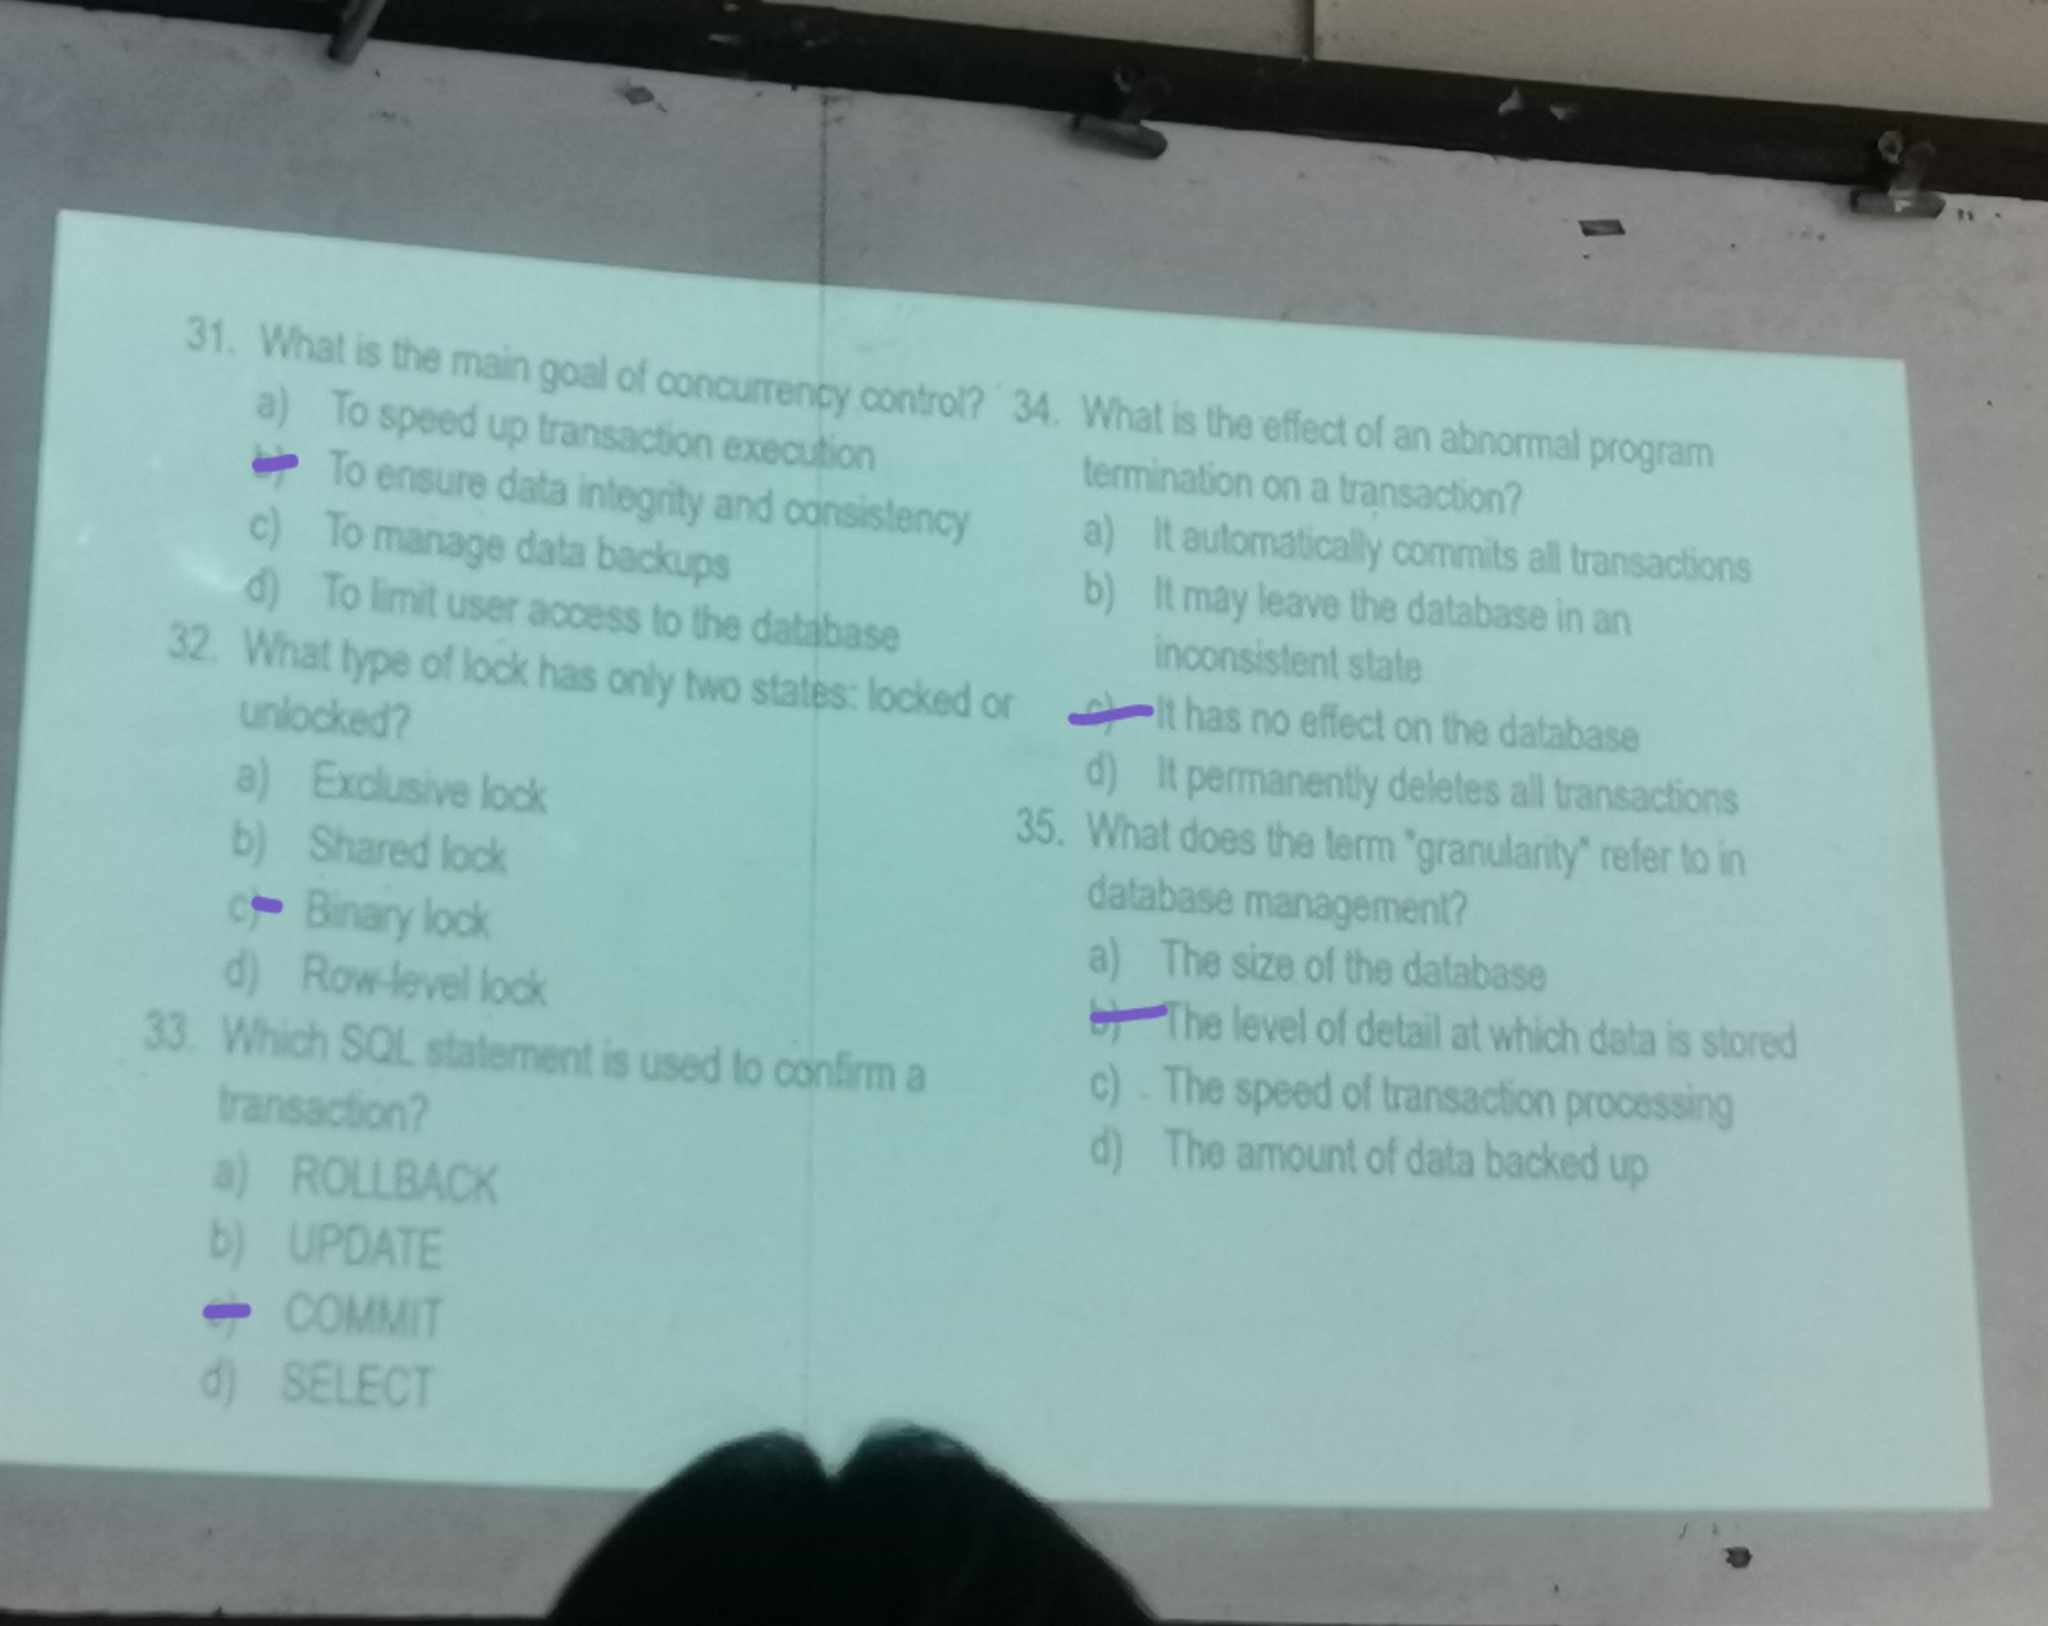 31. What is the main goal of concurrency control?
a) To speed up transaction execution
b) To ensure data integrity and consistency
c) To manage data backups
d) To limit user access to the database
32. What type of lock has only two states: locked or
unlocked?
a) Exclusive lock
b) Shared lock
c) Binary lock
d) Row-level lock
33. Which SQL statement is used to confirm a
transaction?
a) ROLLBACK
b) UPDATE
c) COMMIT
d) SELECT
34. What is the effect of an abnormal program
termination on a transaction?
a) It automatically commits all transactions
b) It may leave the database in an
inconsistent state
c) It has no effect on the database
d) It permanently deletes all transactions
35. What does the term "granularity" refer to in
database management?
a) The size of the database
b) The level of detail at which data is stored
c) The speed of transaction processing
d) The amount of data backed up